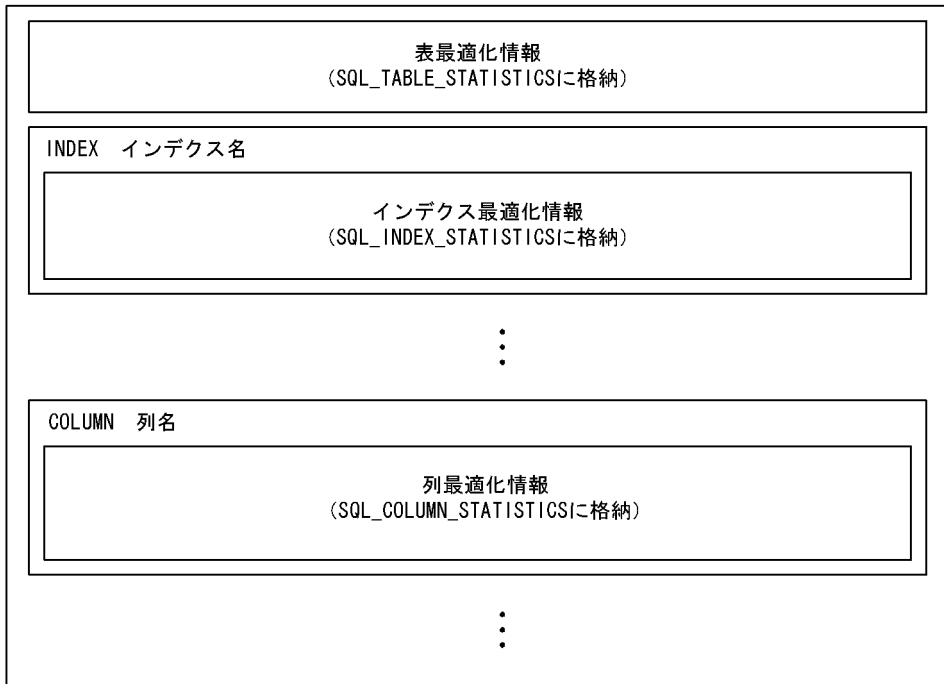 表最適化情報
(SQL_TABLE_STATISTICSに格納)
INDEX　インデクス名
インデクス最適化情報
(SQL_INDEX_STATISTICSに格納)
COLUMN　列名
列最適化情報
(SQL_COLUMN_STATISTICSに格納)